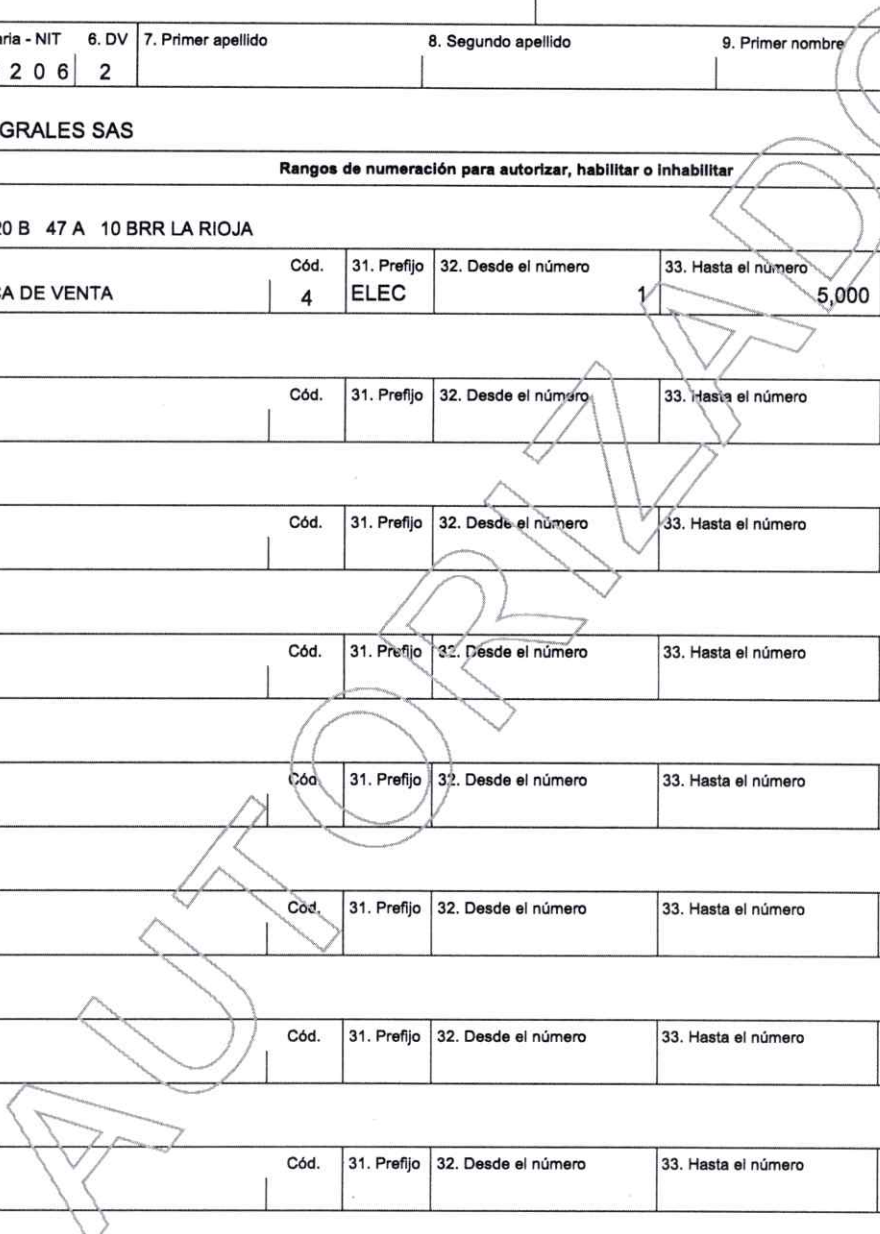 ria - NIT 6. DV 7. Primer apellido 8. Segundo apellido 9. Primer nombre
2 0 6 2
GRALES SAS
Rangos de numeración para autorizar, habilitar o inhabilitar
20 B 47 A 10 BRR LA RIOJA
Cód. 31. Prefijo 32. Desde el número 33. Hasta el número
CA DE VENTA 4 ELEC 1 5,000
Cód. 31. Prefijo 32. Desde el número 33. Hasta el número
Cód. 31. Prefijo 32. Desde el número 33. Hasta el número
Cód. 31. Prefijo 32. Desde el número 33. Hasta el número
Cód. 31. Prefijo 32. Desde el número 33. Hasta el número
Cód. 31. Prefijo 32. Desde el número 33. Hasta el número
Cód. 31. Prefijo 32. Desde el número 33. Hasta el número
Cód. 31. Prefijo 32. Desde el número 33. Hasta el número
AUTORIZADO